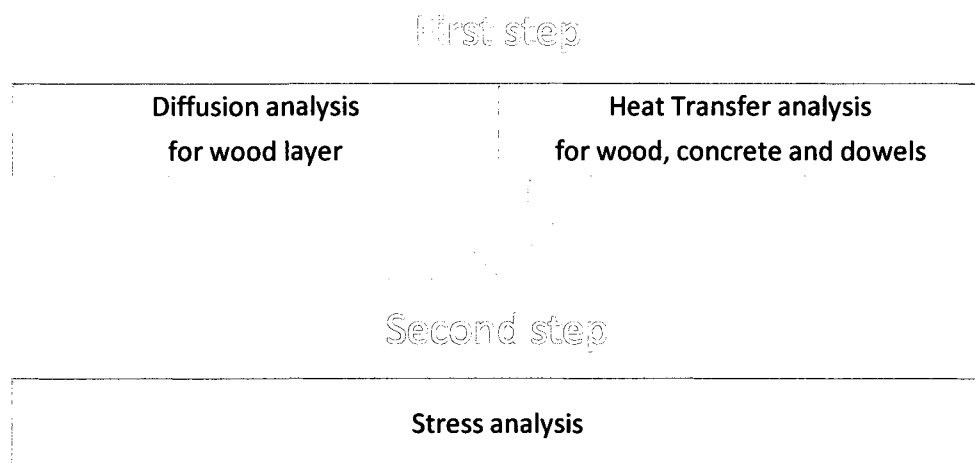 First step
Diffusion analysis
for wood layer
Heat Transfer analysis
for wood, concrete and dowels
Second step
Stress analysis